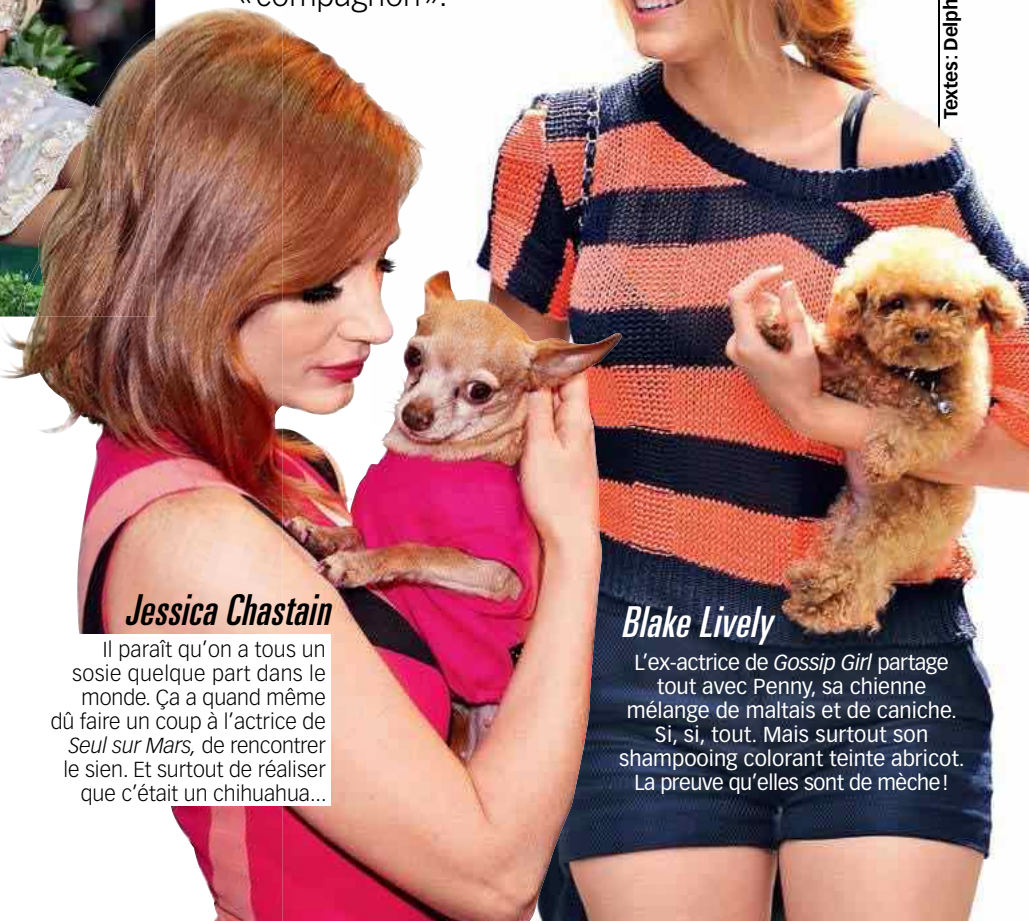 «compagnon».
Textes: Delph
Jessica Chastain
Il paraît qu'on a tous un
sosie quelque part dans le
monde. Ça a quand même
dû faire un coup à l'actrice de
Seul sur Mars, de rencontrer
le sien. Et surtout de réaliser
que c'était un chihuahua...
Blake Lively
L'ex-actrice de Gossip Girl partage
tout avec Penny, sa chienne
mélange de maltais et de caniche.
Si, si, tout. Mais surtout son
shampooing colorant teinte abricot.
La preuve qu'elles sont de mèche!